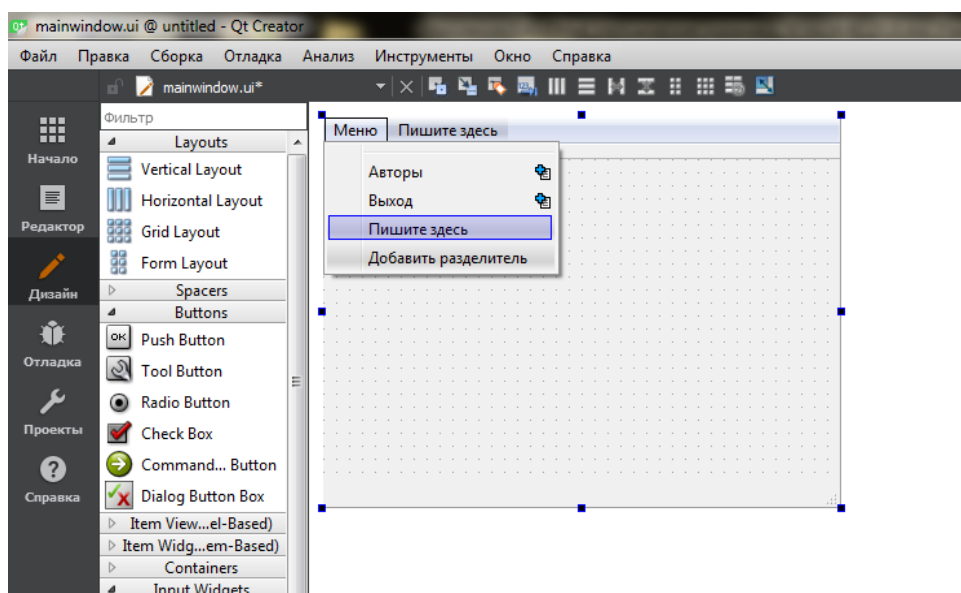 mainwindow.ui @ untitled - Qt Creator
Файл Правка Сборка Отладка Анализ Инструменты Окно Справка
mainwindow.ui*
Начало
Редактор
Дизайн
Отладка
Проекты
Справка
Фильтр
Layouts
Vertical Layout
Horizontal Layout
Grid Layout
Form Layout
Spacers
Buttons
OK Push Button
Tool Button
Radio Button
Check Box
Command... Button
Dialog Button Box
Item View...el-Based)
Item Widg...em-Based)
Containers
Input Widgets
Меню Пишите здесь
Авторы
Выход
Пишите здесь
Добавить разделитель